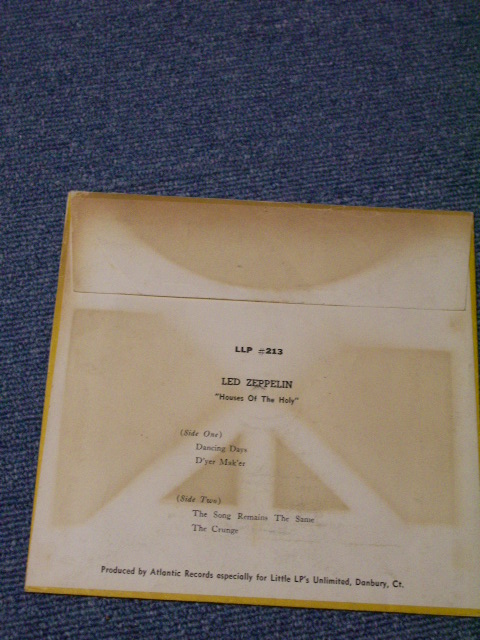 LLP #213
LED ZEPPELIN
"Houses Of The Holy"
(Side One)
Dancing Days
D'yer Mak'er
(Side Two)
The Song Remains The Same
The Crunge
Produced by Atlantic Records especially for Little LP's Unlimited, Danbury, Ct.